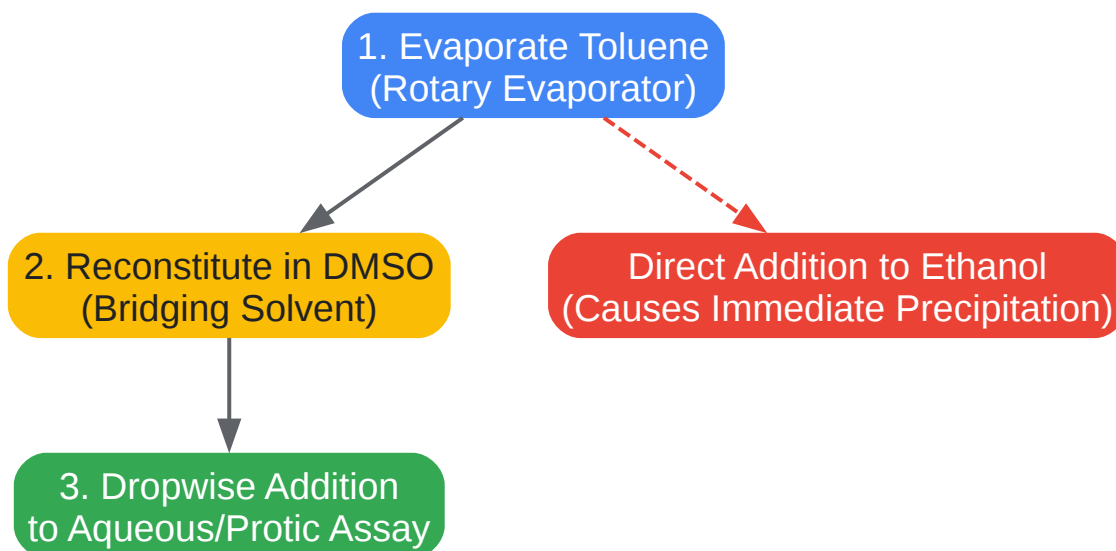 1. Evaporate Toluene
(Rotary Evaporator)
2. Reconstitute in DMSO
(Bridging Solvent)
Direct Addition to Ethanol
(Causes Immediate Precipitation)
3. Dropwise Addition
to Aqueous/Protic Assay